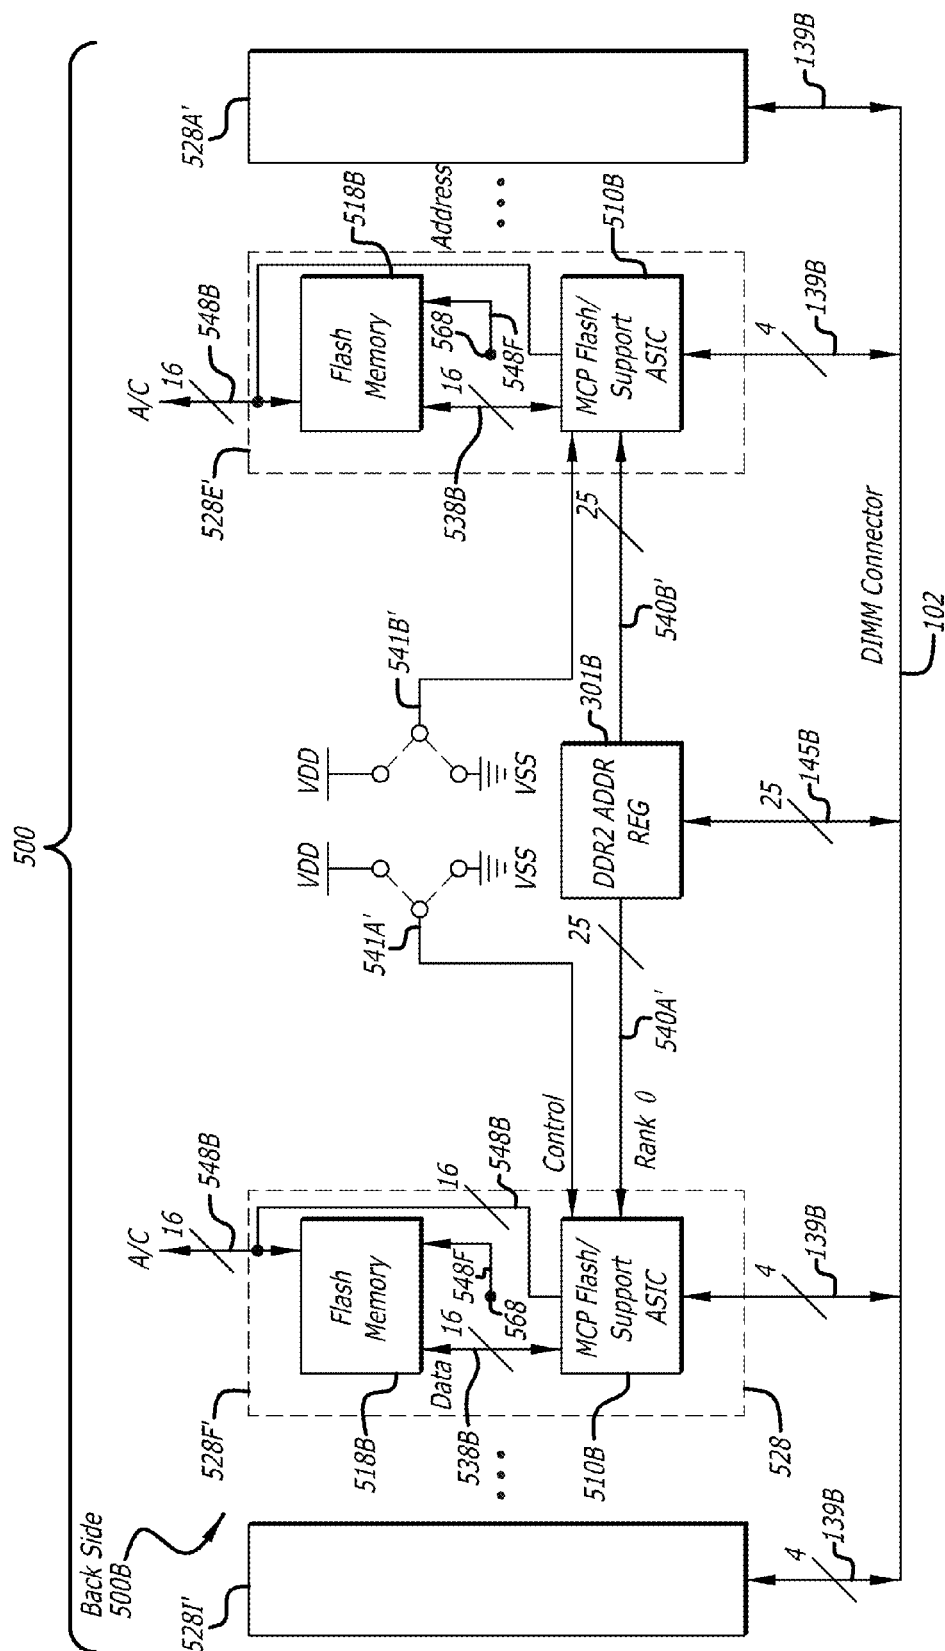 500
Back Side
500B
528I'
528F'
528E'
528A'
A/C
16
548B
A/C
16
548B
Flash
Memory
518B
Data
538B
16
548F
568
16
548B
VDD
VSS
541A'
VDD
VSS
541B'
Flash
Memory
518B
Address
538B
16
568
548F
MCP Flash/
Support
ASIC
510B
528
Control
Rank 0
540A'
25
DDR2 ADDR
REG
301B
540B'
25
MCP Flash/
Support
ASIC
510B
4
139B
4
139B
25
145B
4
139B
139B
DIMM Connector
102